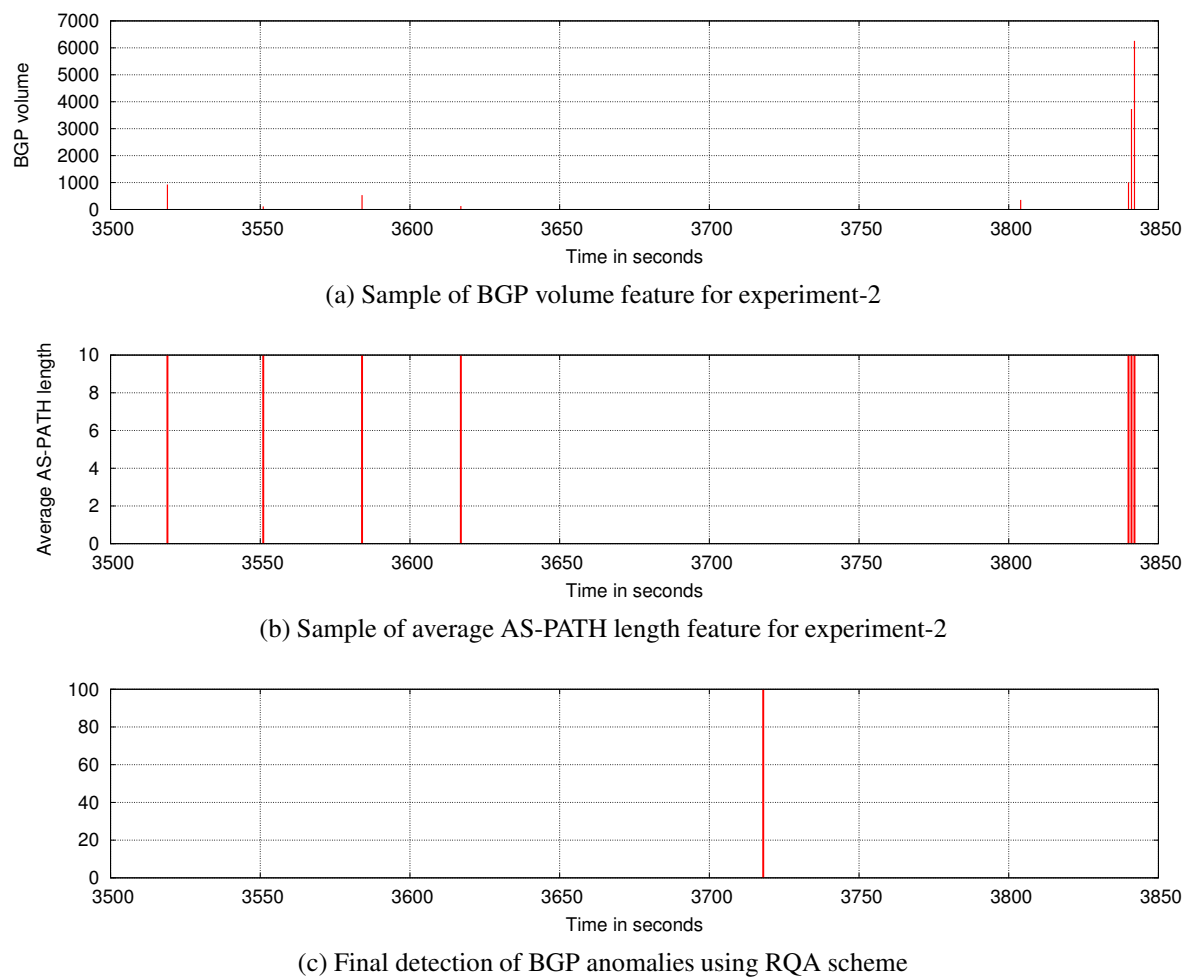 7000
6000
5000
4000
3000
2000
1000
0
BGP volume
3500 3550 3600 3650 3700 3750 3800 3850
Time in seconds
(a) Sample of BGP volume feature for experiment-2
10
8
6
4
2
0
Average AS-PATH length
3500 3550 3600 3650 3700 3750 3800 3850
Time in seconds
(b) Sample of average AS-PATH length feature for experiment-2
100
80
60
40
20
0
3500 3550 3600 3650 3700 3750 3800 3850
Time in seconds
(c) Final detection of BGP anomalies using RQA scheme